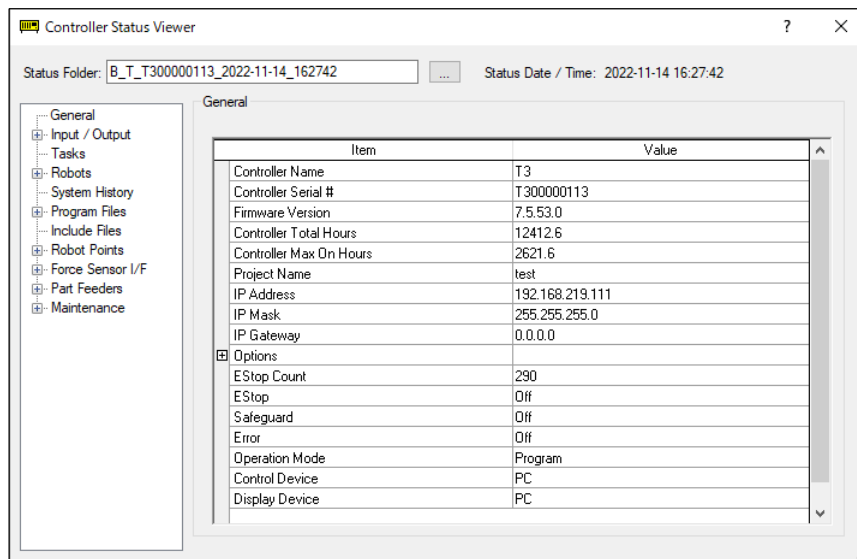 Controller Status Viewer ? ×
Status Folder: B_T_T300000113_2022-11-14_162742 ... Status Date / Time: 2022-11-14 16:27:42
General
Input / Output
Tasks
Robots
System History
Program Files
Include Files
Robot Points
Force Sensor I/F
Part Feeders
Maintenance
General
Item Value
Controller Name T3
Controller Serial # T300000113
Firmware Version 7.5.53.0
Controller Total Hours 12412.6
Controller Max On Hours 2621.6
Project Name test
IP Address 192.168.219.111
IP Mask 255.255.255.0
IP Gateway 0.0.0.0
Options
EStop Count 290
EStop Off
Safeguard Off
Error Off
Operation Mode Program
Control Device PC
Display Device PC